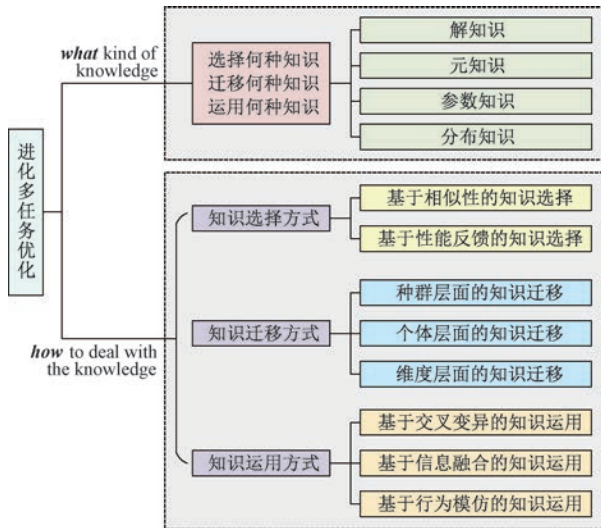 进化多任务优化
what kind of
knowledge
选择何种知识
迁移何种知识
运用何种知识
解知识
元知识
参数知识
分布知识
how to deal with
the knowledge
知识选择方式
基于相似性的知识选择
基于性能反馈的知识选择
知识迁移方式
种群层面的知识迁移
个体层面的知识迁移
维度层面的知识迁移
知识运用方式
基于交叉变异的知识运用
基于信息融合的知识运用
基于行为模仿的知识运用